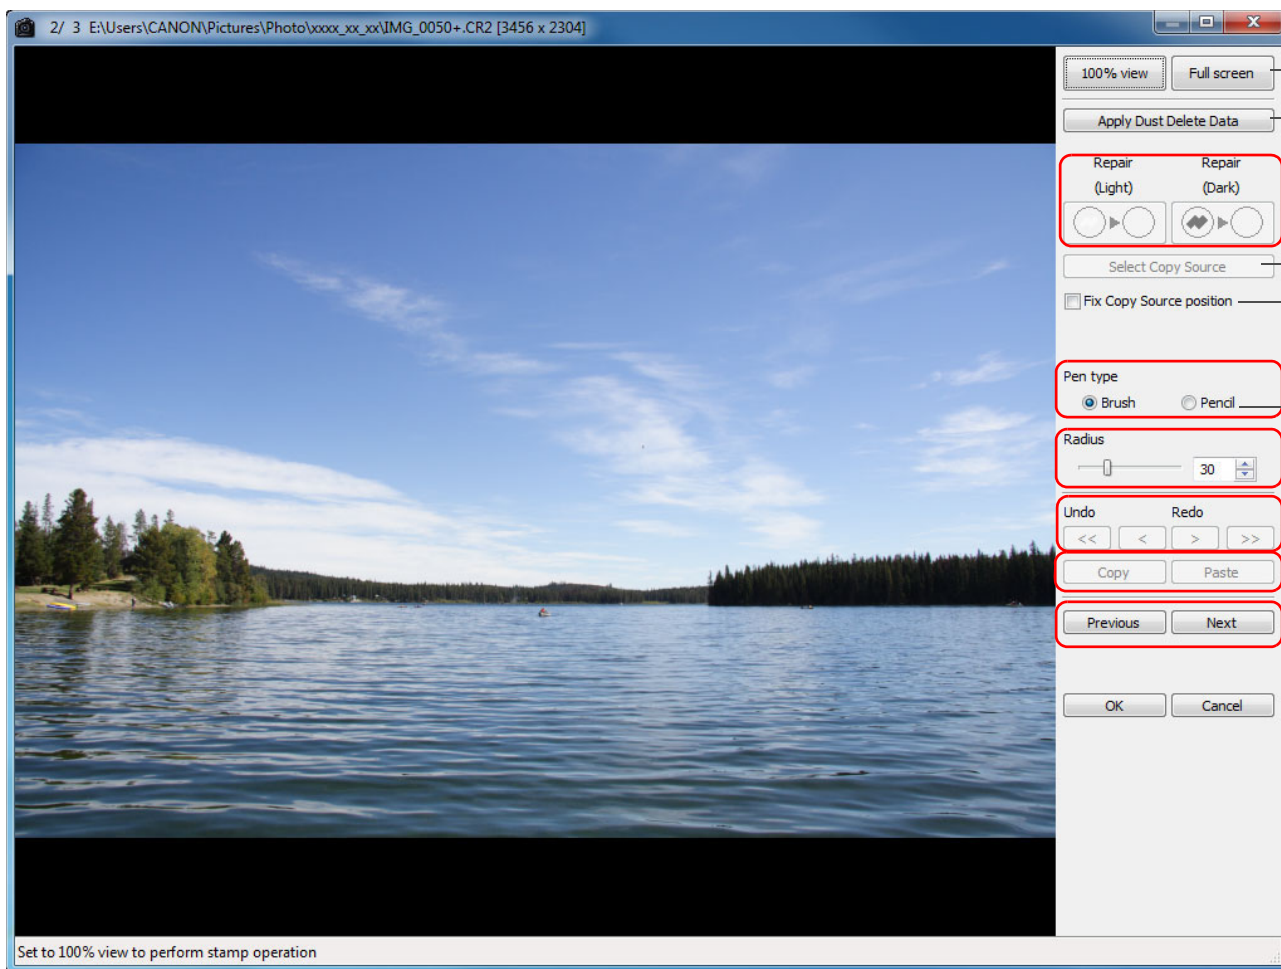 2/ 3 E:\Users\CANON\Pictures\Photo\xxxx_xx_xx\IMG_0050+.CR2 [3456 x 2304]
100% view Full screen
Apply Dust Delete Data
Repair Repair
(Light) (Dark)
Select Copy Source
Fix Copy Source position
Pen type
Brush Pencil
Radius
30
Undo Redo
<< < > >>
Copy Paste
Previous Next
OK Cancel
Set to 100% view to perform stamp operation